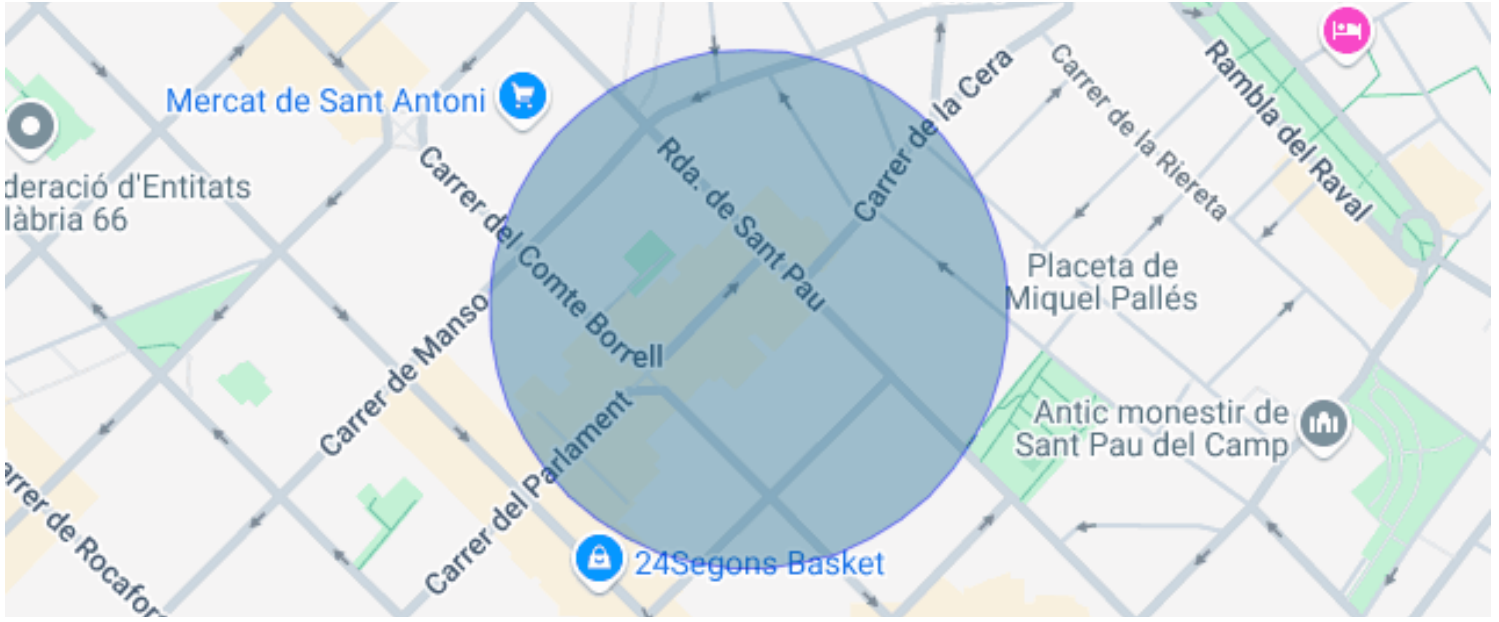 Mercat de Sant Antoni
deració d'Entitats
làbria 66
Carrer del Comte Borrell
Rda. de Sant Pau
Carrer de la Cera
Carrer de la Riereta
Rambla del Raval
Placeta de
Miquel Pallés
Carrer de Manso
Carrer del Parlament
Antic monestir de
Sant Pau del Camp
arrer de Rocafor
24Segons Basket